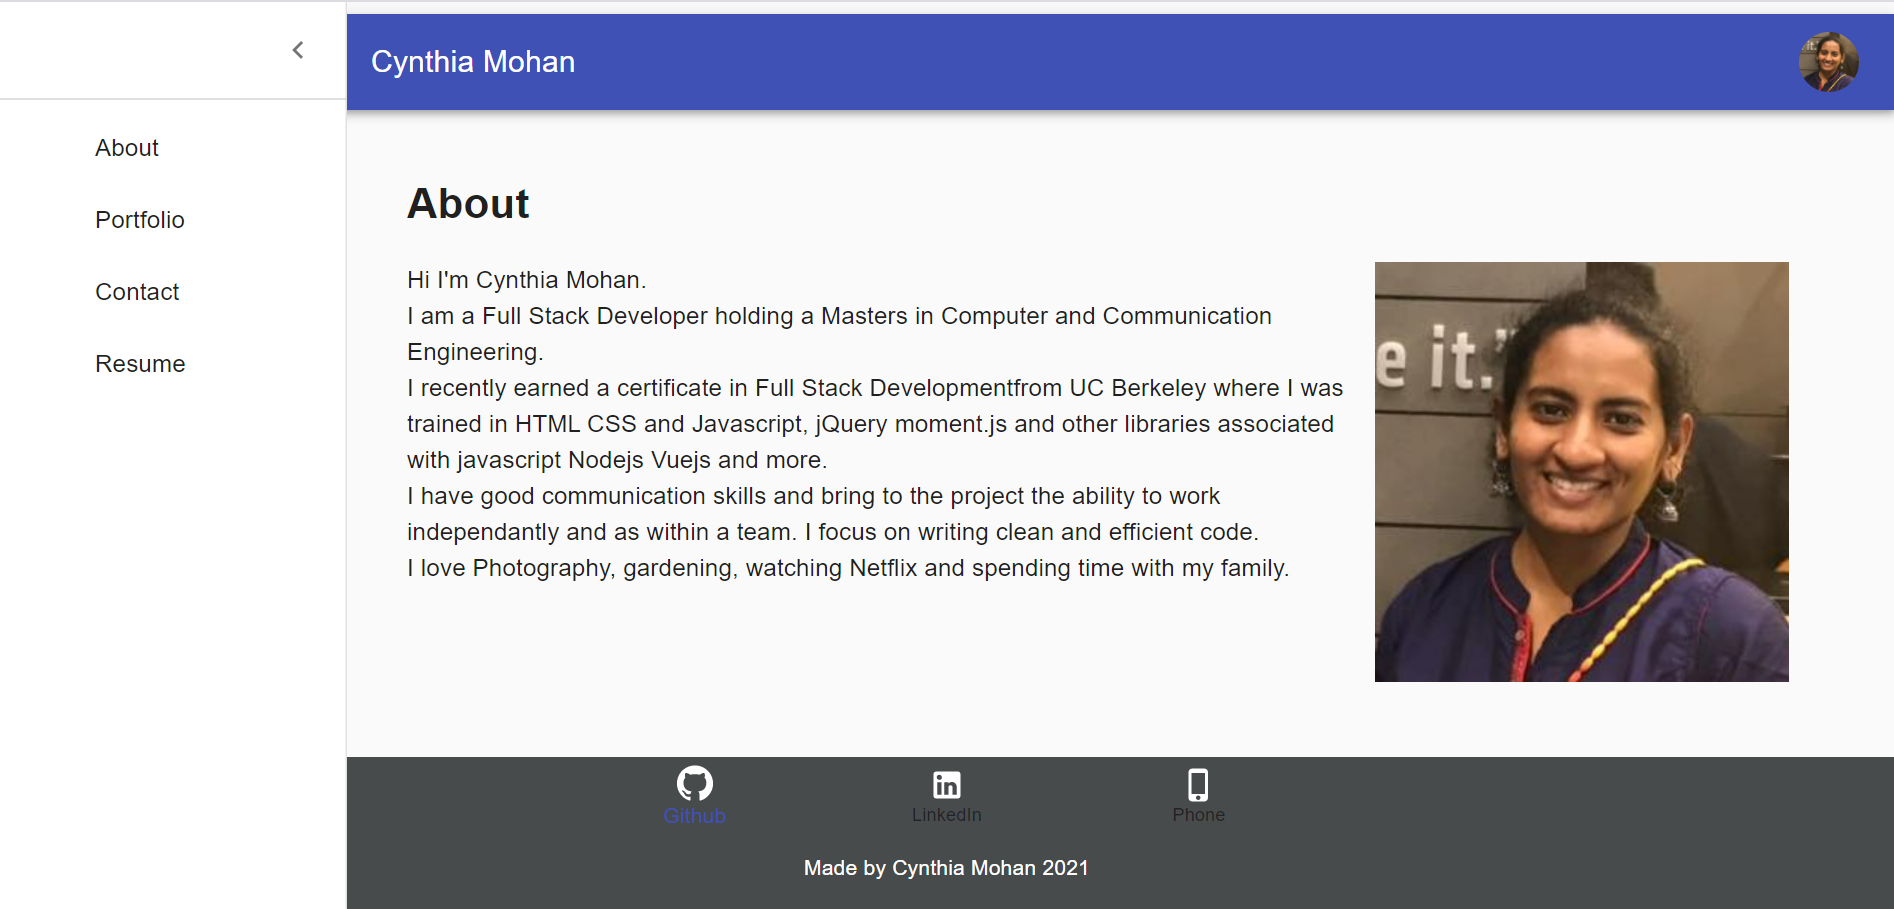 Cynthia Mohan
About
Portfolio
Contact
Resume
About
Hi I'm Cynthia Mohan.
I am a Full Stack Developer holding a Masters in Computer and Communication
Engineering.
I recently earned a certificate in Full Stack Developmentfrom UC Berkeley where I was
trained in HTML CSS and Javascript, jQuery moment.js and other libraries associated
with javascript Nodejs Vuejs and more.
I have good communication skills and bring to the project the ability to work
independantly and as within a team. I focus on writing clean and efficient code.
I love Photography, gardening, watching Netflix and spending time with my family.
e it."
in
Github
LinkedIn
Phone
Made by Cynthia Mohan 2021